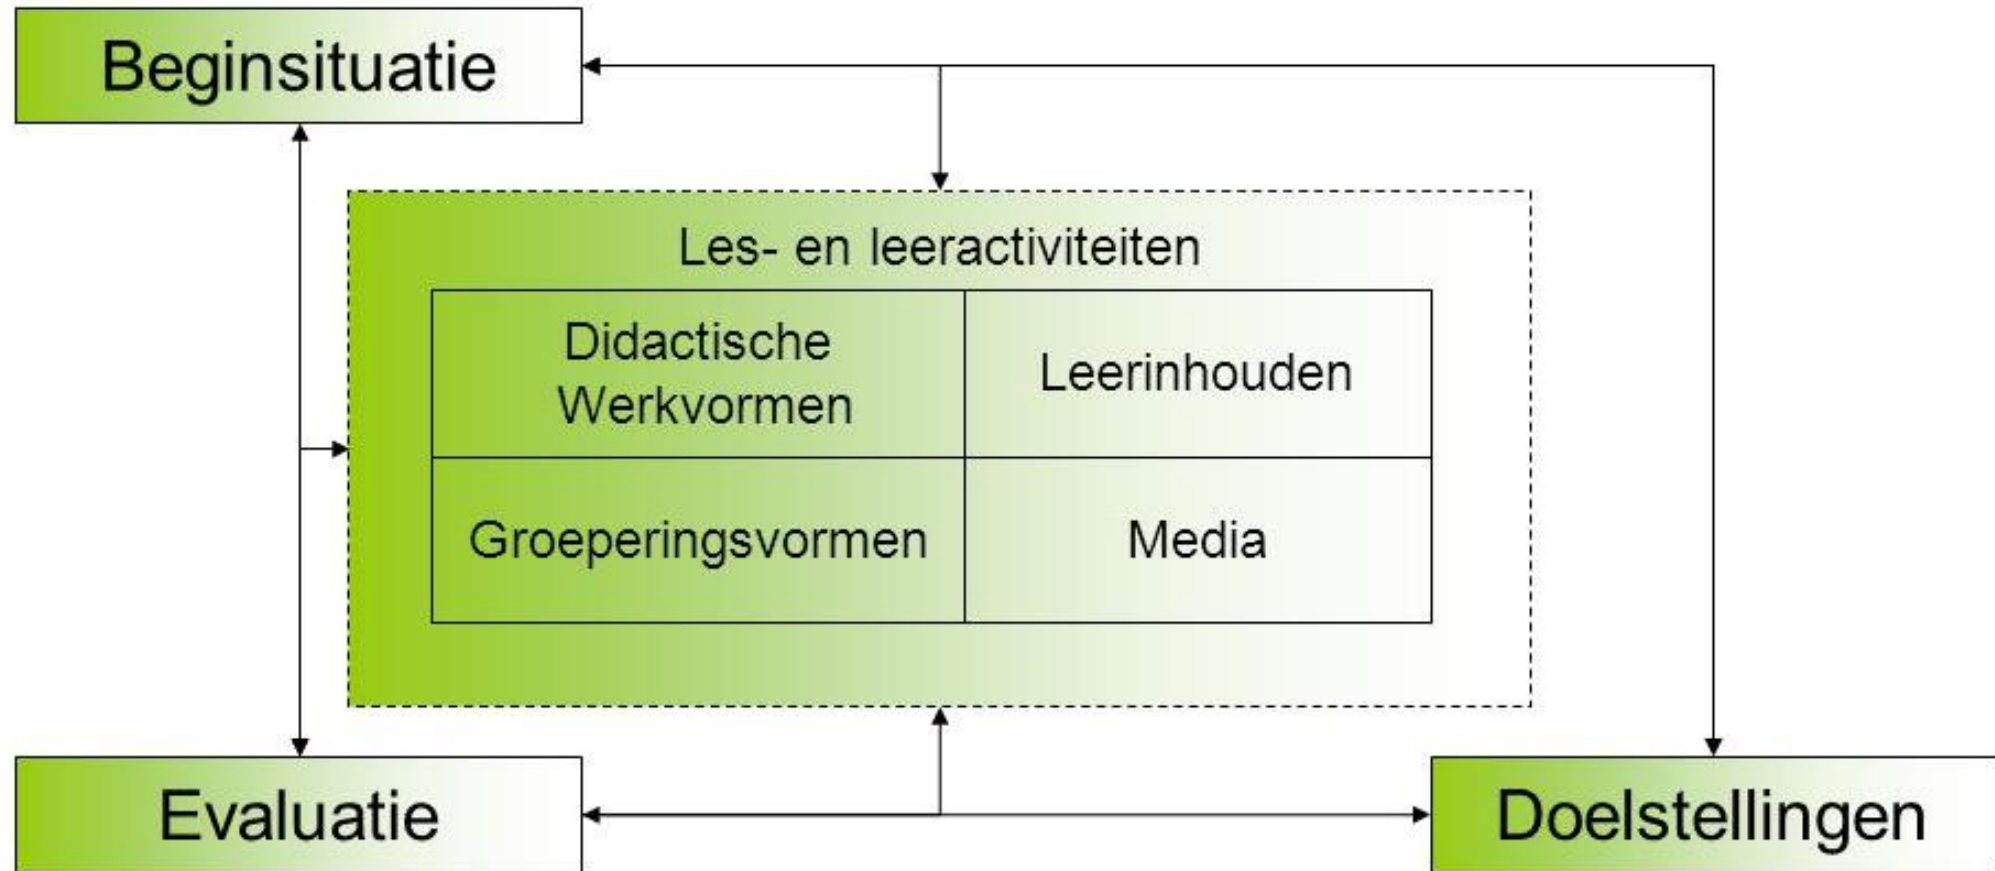 Beginsituatie
Les- en leeractiviteiten
Didactische
Werkvormen
Leerinhouden
Groeperingsvormen
Media
Evaluatie
Doelstellingen